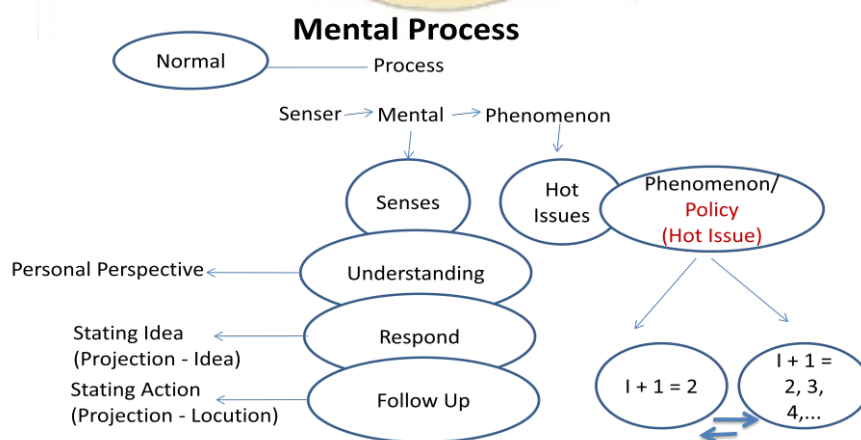 Mental Process
Normal
Process
Senser Mental Phenomenon
Senses
Hot
Issues
Phenomenon/
Policy
(Hot Issue)
Personal Perspective
Understanding
Stating Idea
(Projection - Idea)
Respond
Stating Action
(Projection - Locution)
Follow Up
I + 1 = 2
I + 1 =
2, 3,
4,...